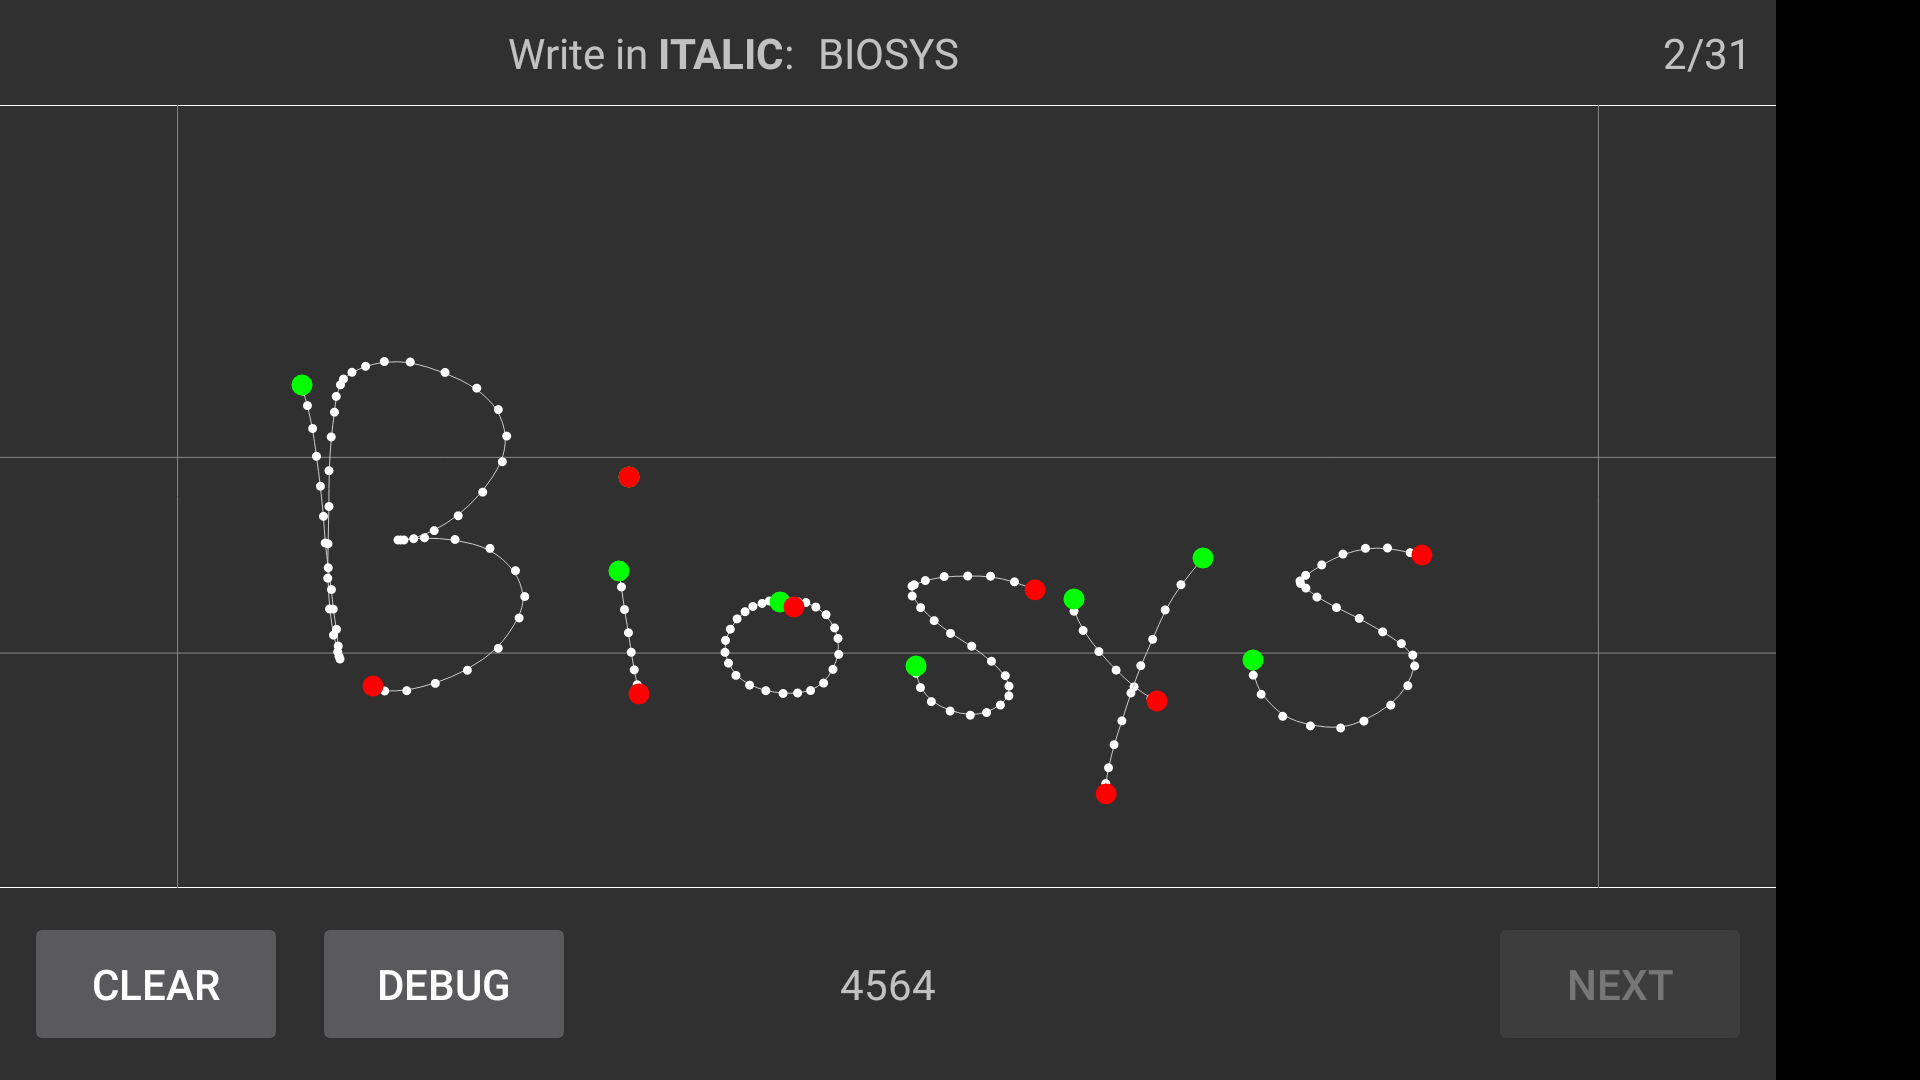 Write in ITALIC: BIOSYS
2/31
Biosys
CLEAR
DEBUG
4564
NEXT